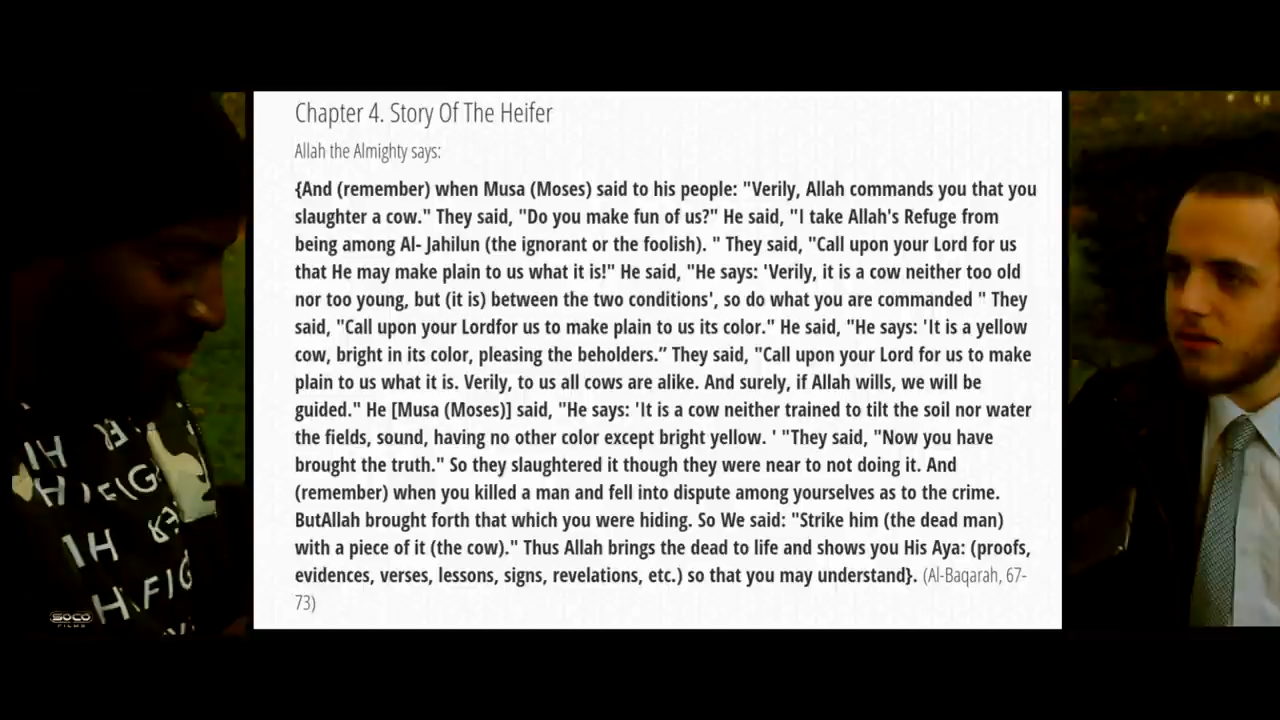 Chapter 4. Story Of The Heifer
Allah the Almighty says:
{And (remember) when Musa (Moses) said to his people: "Verily, Allah commands you that you
slaughter a cow." They said, "Do you make fun of us?" He said, "I take Allah's Refuge from
being among Al- Jahilun (the ignorant or the foolish). " They said, "Call upon your Lord for us
that He may make plain to us what it is!" He said, "He says: 'Verily, it is a cow neither too old
nor too young, but (it is) between the two conditions', so do what you are commanded " They
said, "Call upon your Lordfor us to make plain to us its color." He said, "He says: 'It is a yellow
cow, bright in its color, pleasing the beholders.” They said, "Call upon your Lord for us to make
plain to us what it is. Verily, to us all cows are alike. And surely, if Allah wills, we will be
guided." He [Musa (Moses)] said, "He says: 'It is a cow neither trained to tilt the soil nor water
the fields, sound, having no other color except bright yellow. ' "They said, "Now you have
brought the truth." So they slaughtered it though they were near to not doing it. And
(remember) when you killed a man and fell into dispute among yourselves as to the crime.
ButAllah brought forth that which you were hiding. So We said: "Strike him (the dead man)
with a piece of it (the cow)." Thus Allah brings the dead to life and shows you His Aya: (proofs,
evidences, verses, lessons, signs, revelations, etc.) so that you may understand}. (Al-Baqarah, 67-
73)
SOCO
FILMS